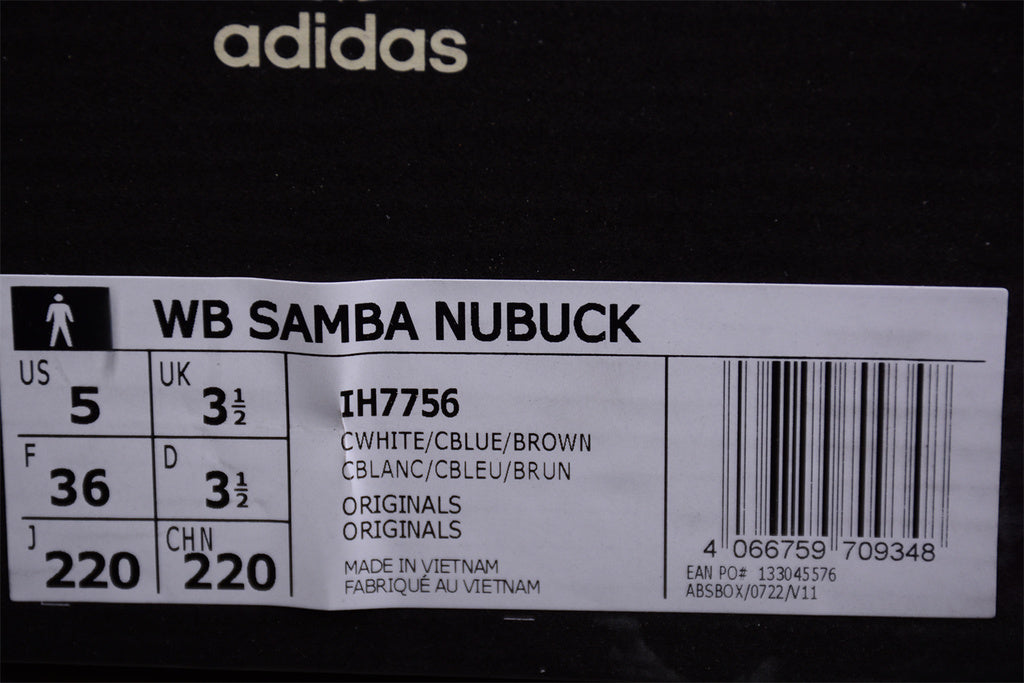 adidas
WB SAMBA NUBUCK
US 5 UK 3½
F 36 D 3½
J 220 CHN 220
IH7756
CWHITE/CBLUE/BROWN
CBLANC/CBLEU/BRUN
ORIGINALS
ORIGINALS
MADE IN VIETNAM
FABRIQUÉ AU VIETNAM
4 066759 709348
EAN PO# 133045576
ABSBOX/0722/V11